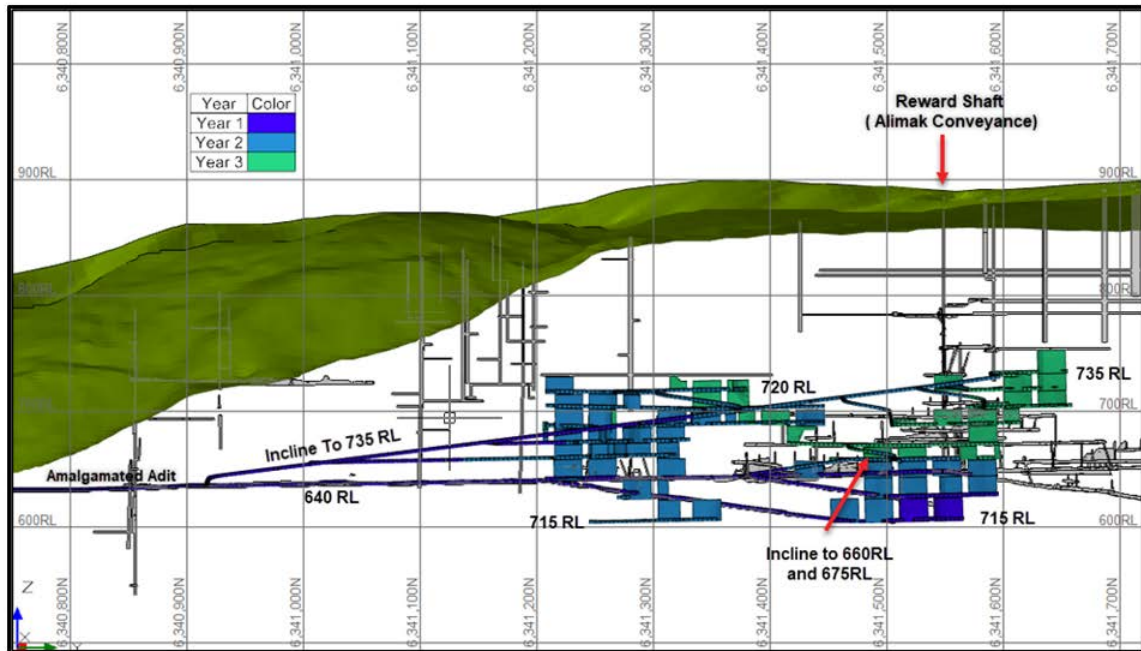 6,340,800N
6,340,900N
6,341,000N
6,341,100N
6,341,200N
6,341,300N
6,341,400N
6,341,500N
6,341,600N
6,341,700N
Year Color
Year 1
Year 2
Year 3
Reward Shaft
( Alimak Conveyance)
900RL
900RL
800RL
800RL
720 RL
735 RL
700RL
Incline To 735 RL
Amalgamated Adit
640 RL
715 RL
715 RL
600RL
600RL
Incline to 660RL
and 675RL
Z
X
6,340,800N
6,340,900N
6,341,000N
6,341,100N
6,341,200N
6,341,300N
6,341,400N
6,341,500N
6,341,600N
6,341,700N